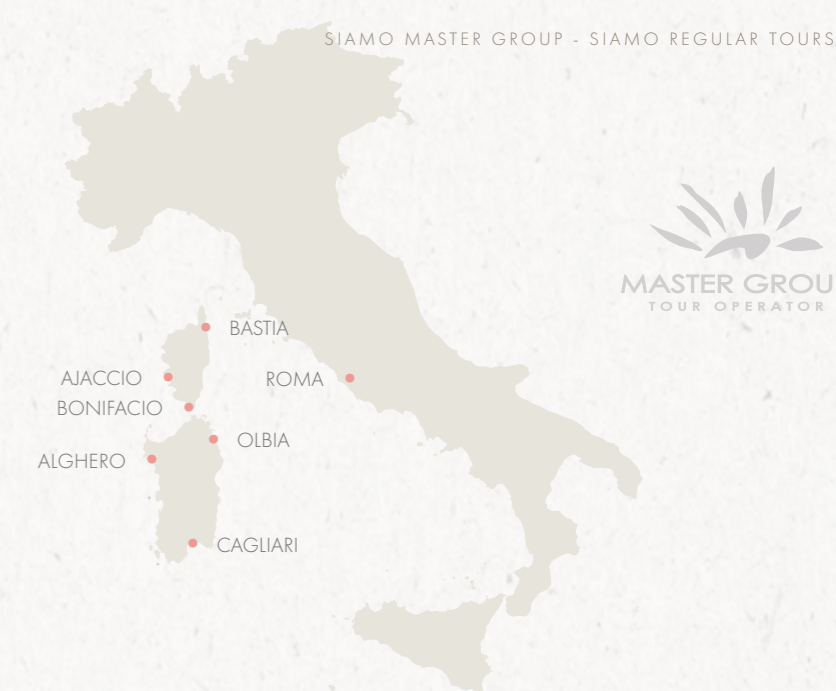 SIAMO MASTER GROUP - SIAMO REGULAR TOURS
MASTER GROU
TOUR OPERATOR
BASTIA
AJACCIO
ROMA
BONIFACIO
OLBIA
ALGHERO
CAGLIARI